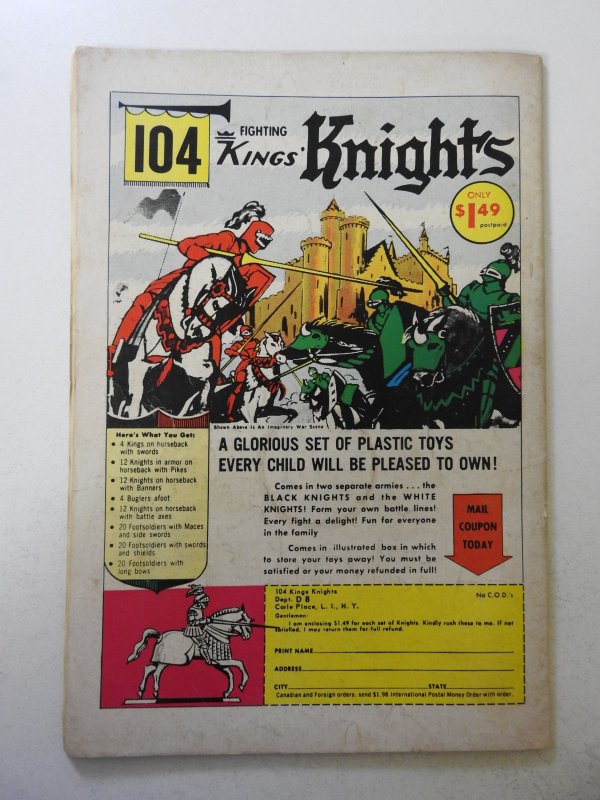 104
FIGHTING
KINGS' Knights
ONLY
$1.49
postpaid
Shown Above Is An Imaginary War Scene
Here's What You Get:
• 4 Kings on horseback
with swords
• 12 Knights in armor on
horseback with Pikes
• 12 Knights on horseback
with Banners
• 4 Buglers afoot
• 12 Knights on horseback
with battle axes
• 20 Footsoldiers with Maces
and side swords
• 20 Footsoldiers with swords
and shields
• 20 Footsoldiers with
long bows
A GLORIOUS SET OF PLASTIC TOYS
EVERY CHILD WILL BE PLEASED TO OWN!
Comes in two separate armies . . . the
BLACK KNIGHTS and the WHITE
KNIGHTS! Form your own battle lines!
Every fight a delight! Fun for everyone
in the family
Comes in illustrated box in which
to store your toys away! You must be
satisfied or your money refunded in full!
MAIL
COUPON
TODAY
104 Kings Knights
Dept. D 8
Carle Place, L. I., N. Y.
No C.O.D.'s
Gentlemen:
I am enclosing $1.49 for each set of Knights. Kindly rush these to me. If not
satisfied, I may return them for full refund.
PRINT NAME
ADDRESS
CITY STATE
Canadian and Foreign orders, send $1.98 International Postal Money Order with order.